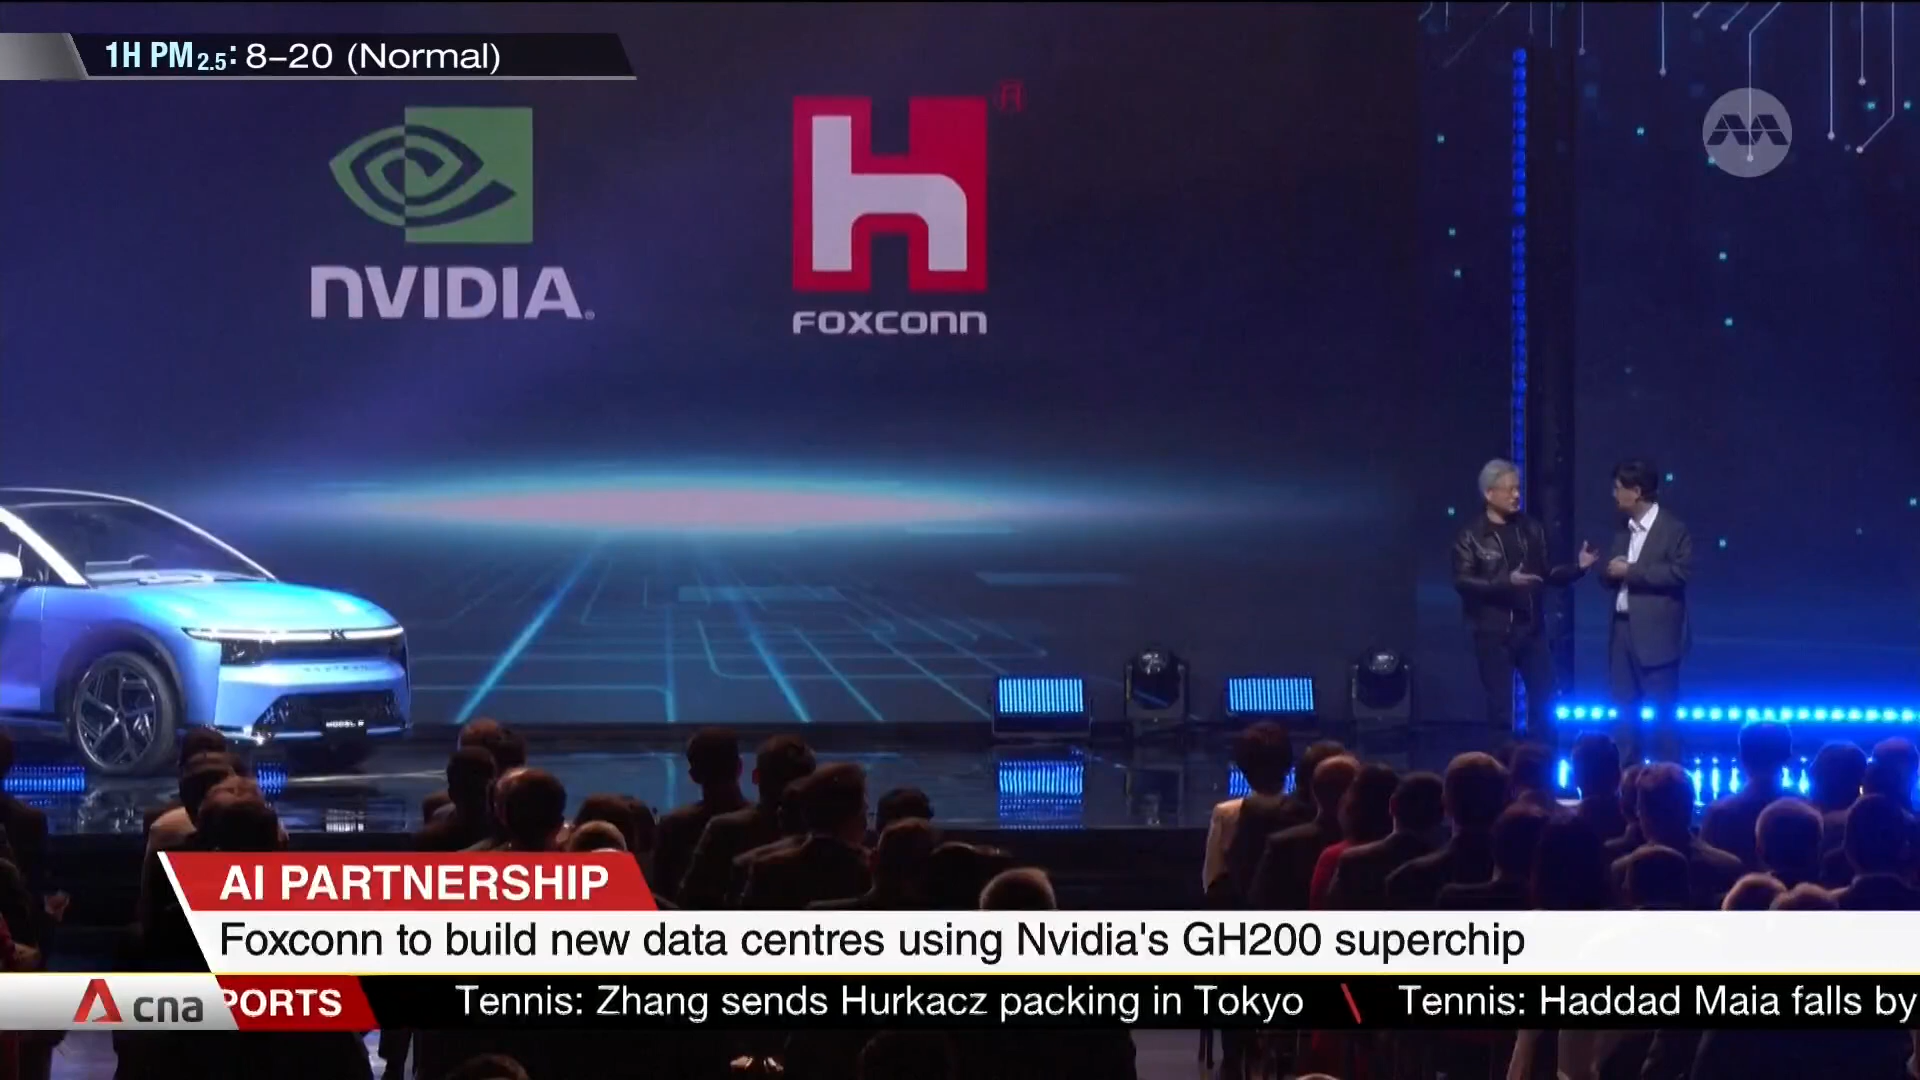 1H PM2.5: 8-20 (Normal)
NVIDIA®
FOXCONN
AI PARTNERSHIP
Foxconn to build new data centres using Nvidia's GH200 superchip
cna
PORTS
Tennis: Zhang sends Hurkacz packing in Tokyo \ Tennis: Haddad Maia falls by